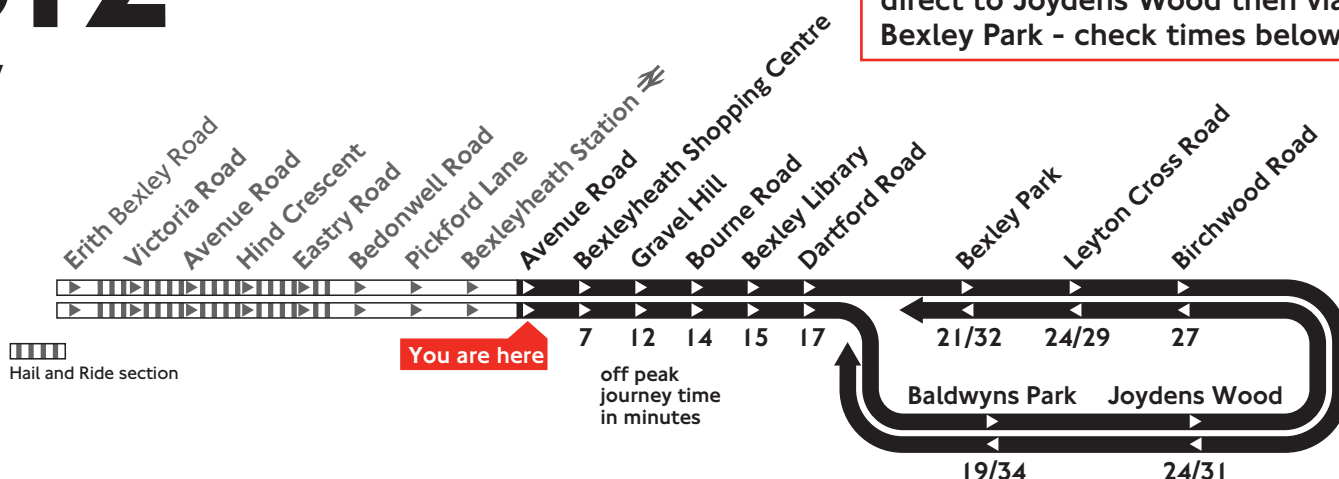 direct to Joydens Wood then via
Bexley Park - check times below
Erith Bexley Road
Victoria Road
Avenue Road
Hind Crescent
Eastry Road
Bedonwell Road
Pickford Lane
Bexleyheath Station
Avenue Road
Bexleyheath Shopping Centre
Gravel Hill
Bourne Road
Bexley Library
Dartford Road
Bexley Park
Leyton Cross Road
Birchwood Road
You are here
7 12 14 15 17 21/32 24/29 27
Hail and Ride section
off peak
journey time
in minutes
Baldwyns Park Joydens Wood
19/34 24/31